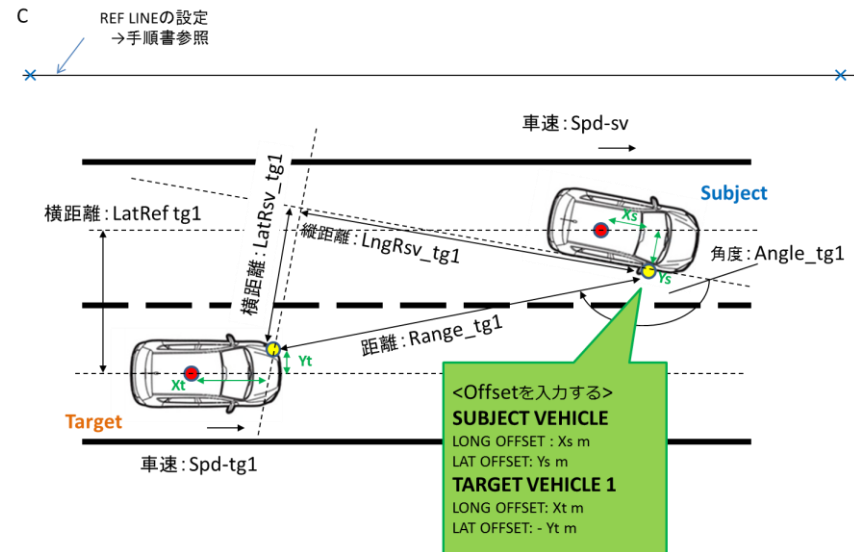 C
REF LINEの設定
→手順書参照
車速：Spd-sv
Subject
横距離：LatRef tg1
横距離：LatRsv_tg1
縦距離：LngRsv_tg1
Xs
Ys
角度：Angle_tg1
距離：Range_tg1
Yt
Xt
Target
車速：Spd-tg1
<Offsetを入力する>
SUBJECT VEHICLE
LONG OFFSET : Xs m
LAT OFFSET: Ys m
TARGET VEHICLE 1
LONG OFFSET: Xt m
LAT OFFSET: - Yt m